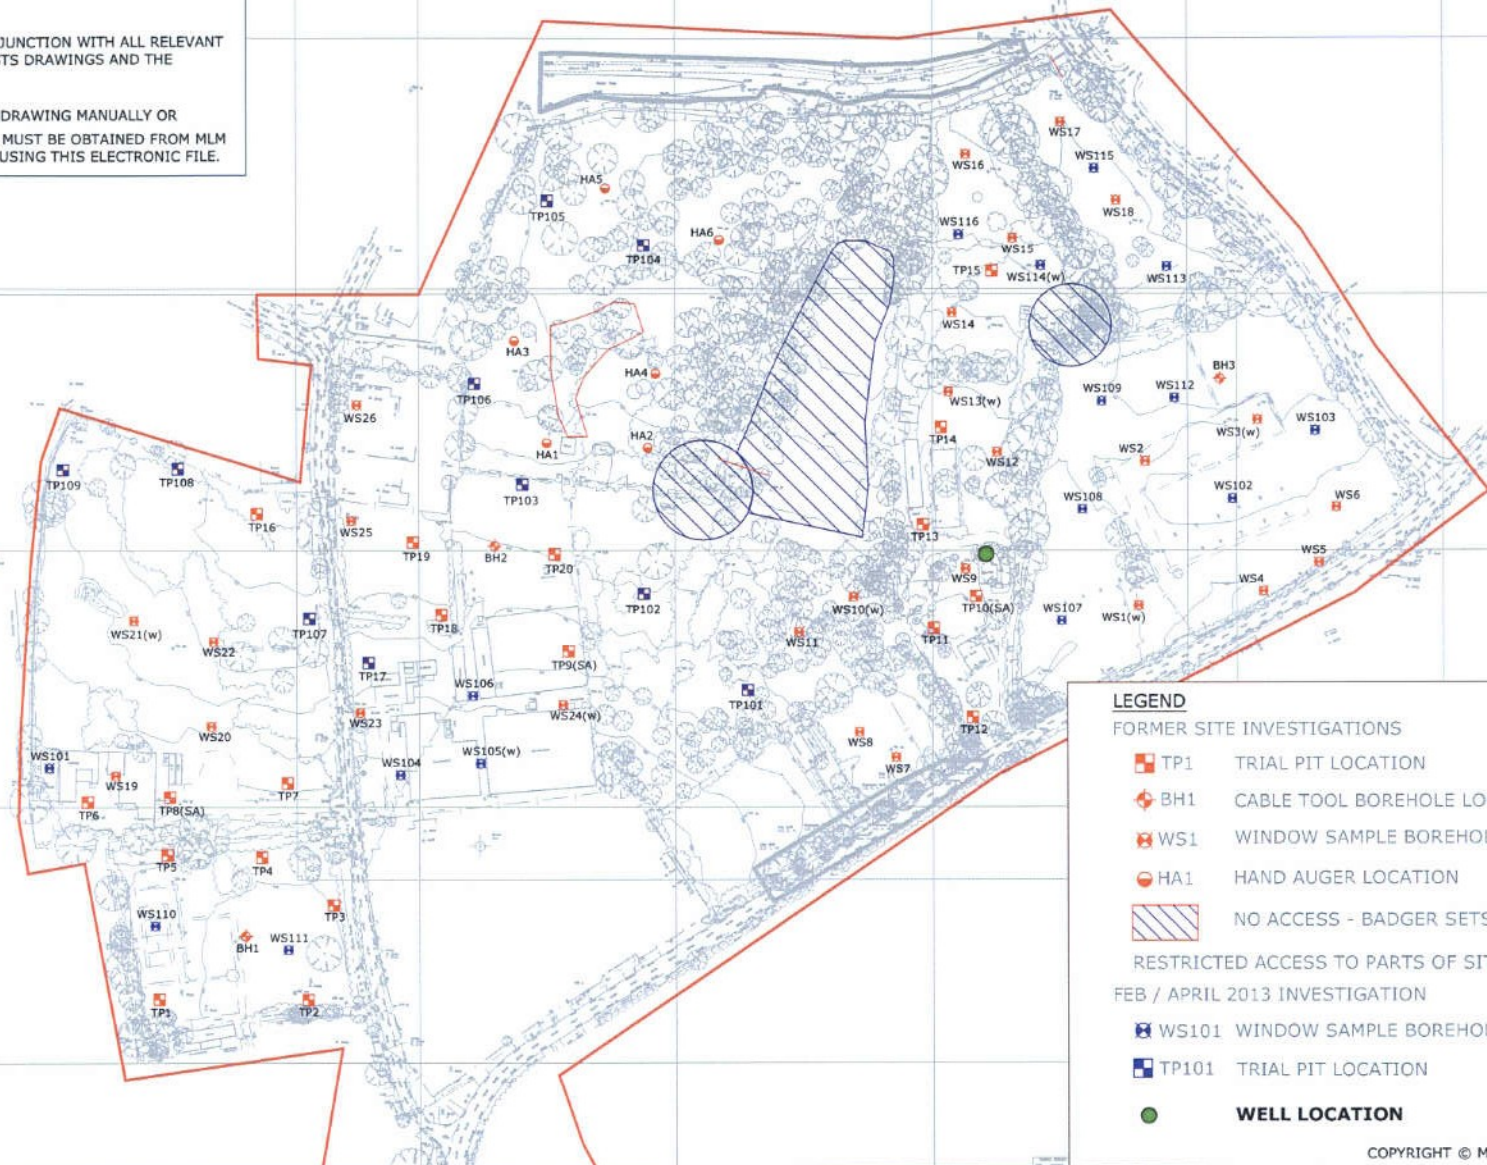 JUNCTION WITH ALL RELEVANT
TS DRAWINGS AND THE
DRAWING MANUALLY OR
MUST BE OBTAINED FROM MLM
USING THIS ELECTRONIC FILE.
WS17
WS16
WS115
HA5
WS18
TP105
WS116
HA6
WS15
TP104
TP15
WS114(w)
WS113
WS14
HA3
BH3
HA4
WS109
WS112
TP106
WS13(w)
WS26
WS103
TP14
WS3(w)
HA2
WS2
HA1
WS12
TP109
TP108
TP103
WS102
WS6
WS108
TP16
WS25
TP13
TP19
BH2
TP20
WS5
WS9
WS4
TP102
WS10(w)
TP10(SA)
WS107
WS1(w)
TP18
TP107
WS21(w)
WS22
WS11
TP11
TP9(SA)
TP17
WS106
TP101
WS24(w)
WS23
WS20
TP12
WS8
WS101
WS105(w)
WS104
WS7
WS19
TP7
TP6
TP8(SA)
TP5
TP4
TP3
WS110
BH1
WS111
TP1
TP2
LEGEND
FORMER SITE INVESTIGATIONS
TP1 TRIAL PIT LOCATION
BH1 CABLE TOOL BOREHOLE LO
WS1 WINDOW SAMPLE BOREHOL
HA1 HAND AUGER LOCATION
NO ACCESS - BADGER SETS
RESTRICTED ACCESS TO PARTS OF SIT
FEB / APRIL 2013 INVESTIGATION
WS101 WINDOW SAMPLE BOREHOL
TP101 TRIAL PIT LOCATION
WELL LOCATION
COPYRIGHT © M